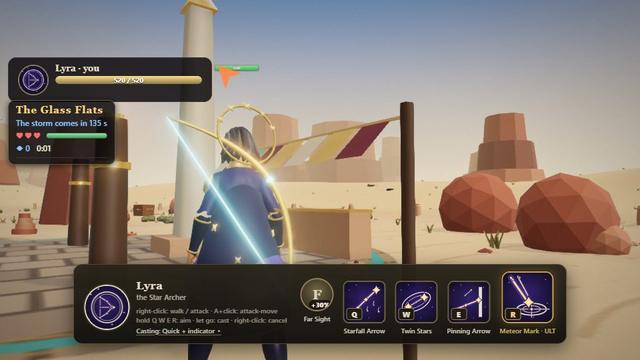 Lyra · you
520 / 520
The Glass Flats
The storm comes in 135 s
0 0:01
Lyra
the Star Archer
right-click: walk / attack · A+click: attack-move
hold Q W E R: aim · let go: cast · right-click: cancel
Casting: Quick + indicator
F
+30%
Far Sight
Q
Starfall Arrow
W
Twin Stars
E
Pinning Arrow
R
Meteor Mark · ULT